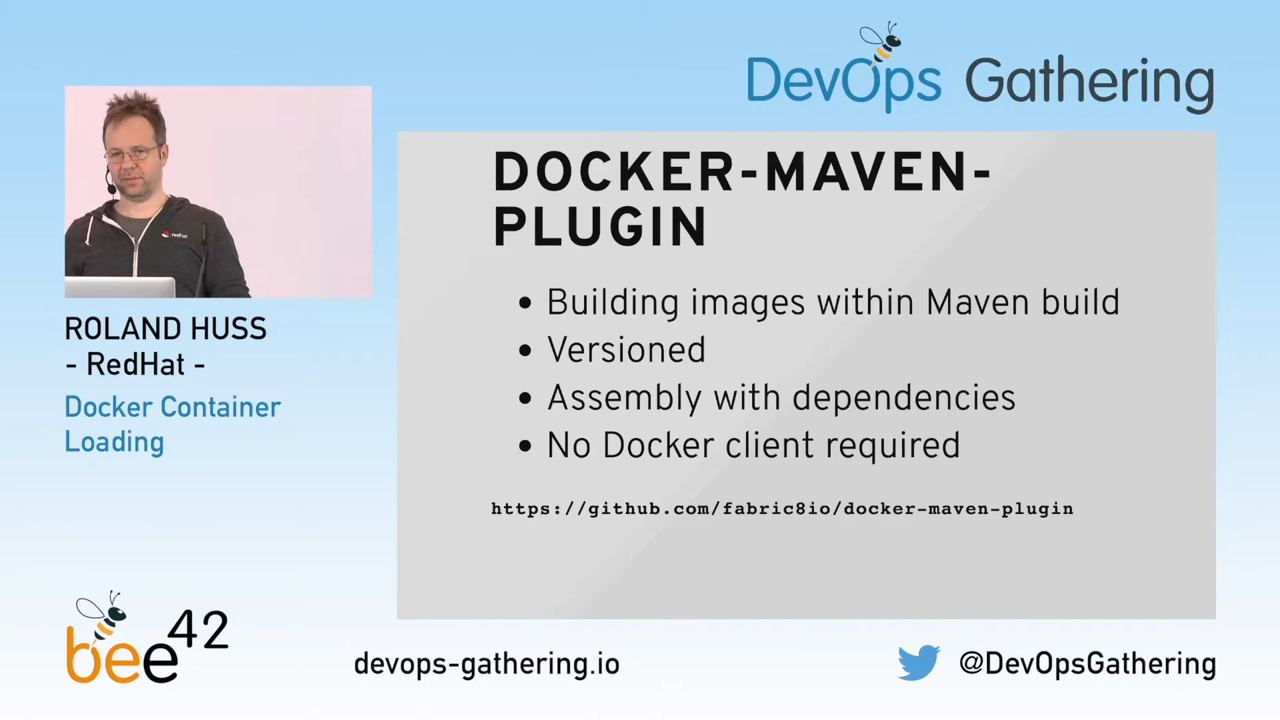 DevOps Gathering
redhat
ROLAND HUSS
- RedHat -
Docker Container
Loading
DOCKER-MAVEN-
PLUGIN
• Building images within Maven build
• Versioned
• Assembly with dependencies
• No Docker client required
https://github.com/fabric8io/docker-maven-plugin
bee42
devops-gathering.io
@DevOpsGathering